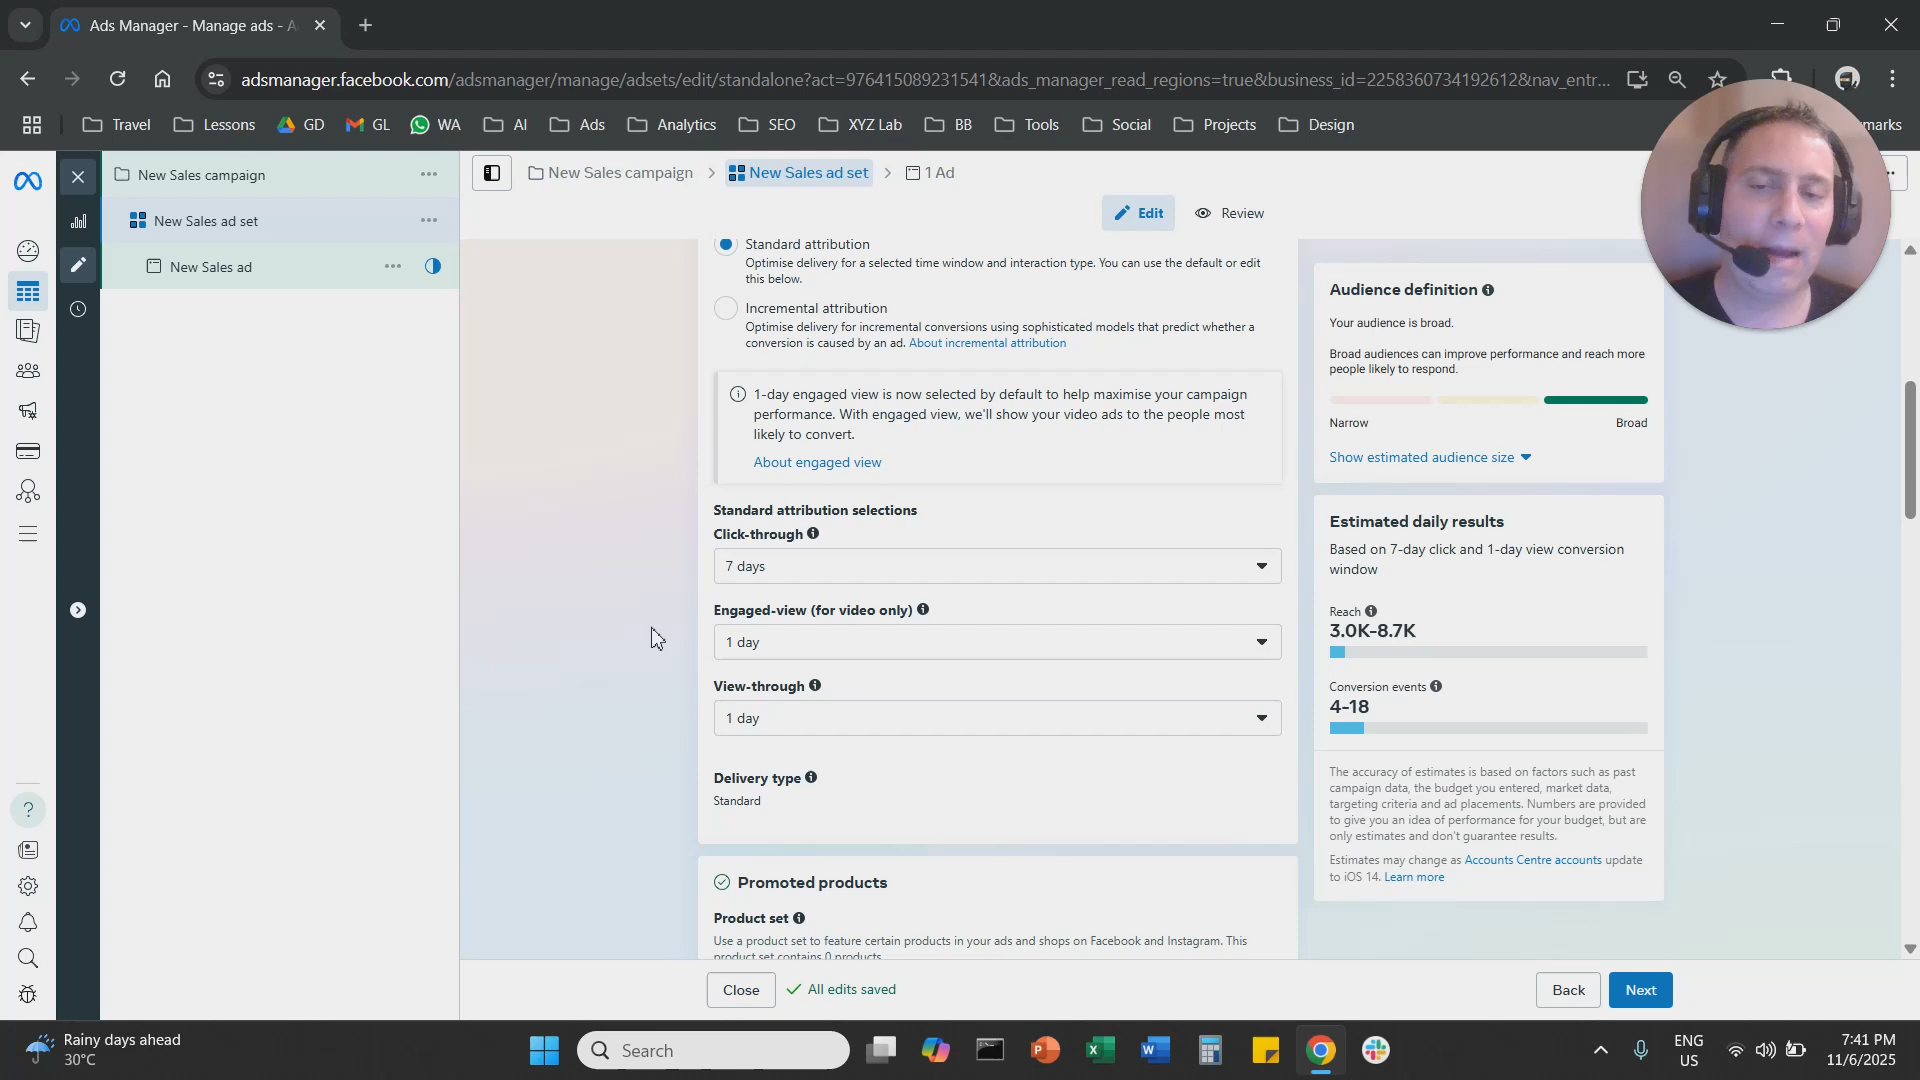 Ads Manager - Manage ads - A
adsmanager.facebook.com/adsmanager/manage/adsets/edit/standalone?act=976415089231541&ads_manager_read_regions=true&business_id=2258360734192612&nav_entr...
Travel Lessons GD GL WA AI Ads Analytics SEO XYZ Lab BB Tools Social Projects Design marks
New Sales campaign
New Sales ad set
New Sales ad
New Sales campaign > New Sales ad set > 1 Ad
Edit Review
Standard attribution
Optimise delivery for a selected time window and interaction type. You can use the default or edit
this below.
Incremental attribution
Optimise delivery for incremental conversions using sophisticated models that predict whether a
conversion is caused by an ad. About incremental attribution
1-day engaged view is now selected by default to help maximise your campaign
performance. With engaged view, we'll show your video ads to the people most
likely to convert.
About engaged view
Standard attribution selections
Click-through
7 days
Engaged-view (for video only)
1 day
View-through
1 day
Delivery type
Standard
Promoted products
Product set
Use a product set to feature certain products in your ads and shops on Facebook and Instagram. This
product set contains 0 products
Audience definition
Your audience is broad.
Broad audiences can improve performance and reach more
people likely to respond.
Narrow Broad
Show estimated audience size
Estimated daily results
Based on 7-day click and 1-day view conversion
window
Reach
3.0K-8.7K
Conversion events
4-18
The accuracy of estimates is based on factors such as past
campaign data, the budget you entered, market data,
targeting criteria and ad placements. Numbers are provided
to give you an idea of performance for your budget, but are
only estimates and don't guarantee results.
Estimates may change as Accounts Centre accounts update
to iOS 14. Learn more
Close All edits saved Back Next
Rainy days ahead
30°C
Search
ENG
US
7:41 PM
11/6/2025